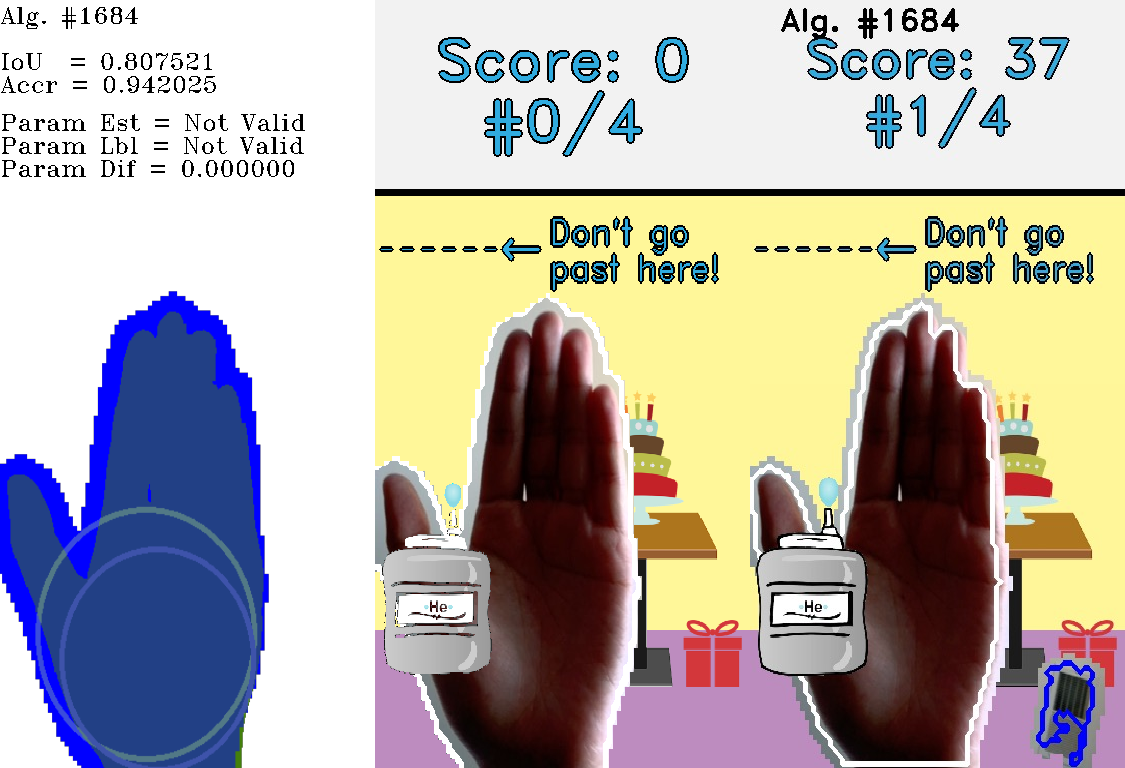 Alg. #1684
IoU = 0.807521
Accr = 0.942025
Param Est = Not Valid
Param Lbl = Not Valid
Param Dif = 0.000000
Score: 0
#0/4
Don't go
past here!
He
Alg. #1684
Score: 37
#1/4
Don't go
past here!
He